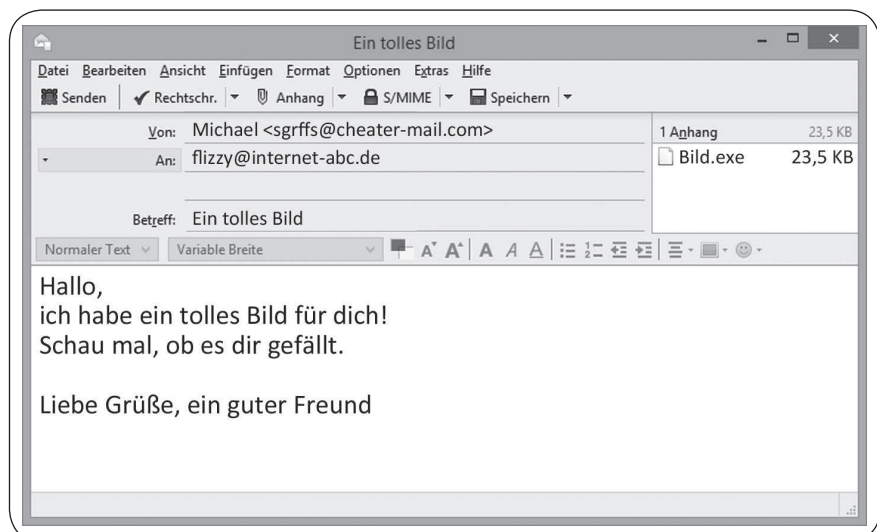 Ein tolles Bild
Datei Bearbeiten Ansicht Einfügen Format Optionen Extras Hilfe
Senden Rechtschr. Anhang S/MIME Speichern
Von: Michael <sgrffs@cheater-mail.com>
1 Anhang 23,5 KB
An: flizzy@internet-abc.de
Bild.exe 23,5 KB
Betreff: Ein tolles Bild
Normaler Text Variable Breite
Hallo,
ich habe ein tolles Bild für dich!
Schau mal, ob es dir gefällt.
Liebe Grüße, ein guter Freund